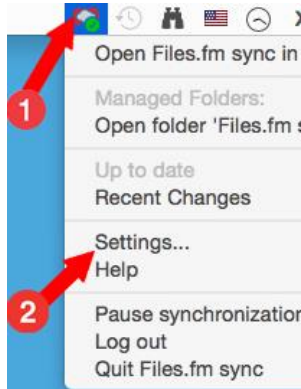 1
Open Files.fm sync in
Managed Folders:
Open folder 'Files.fm s
Up to date
Recent Changes
Settings...
Help
2
Pause synchronization
Log out
Quit Files.fm sync